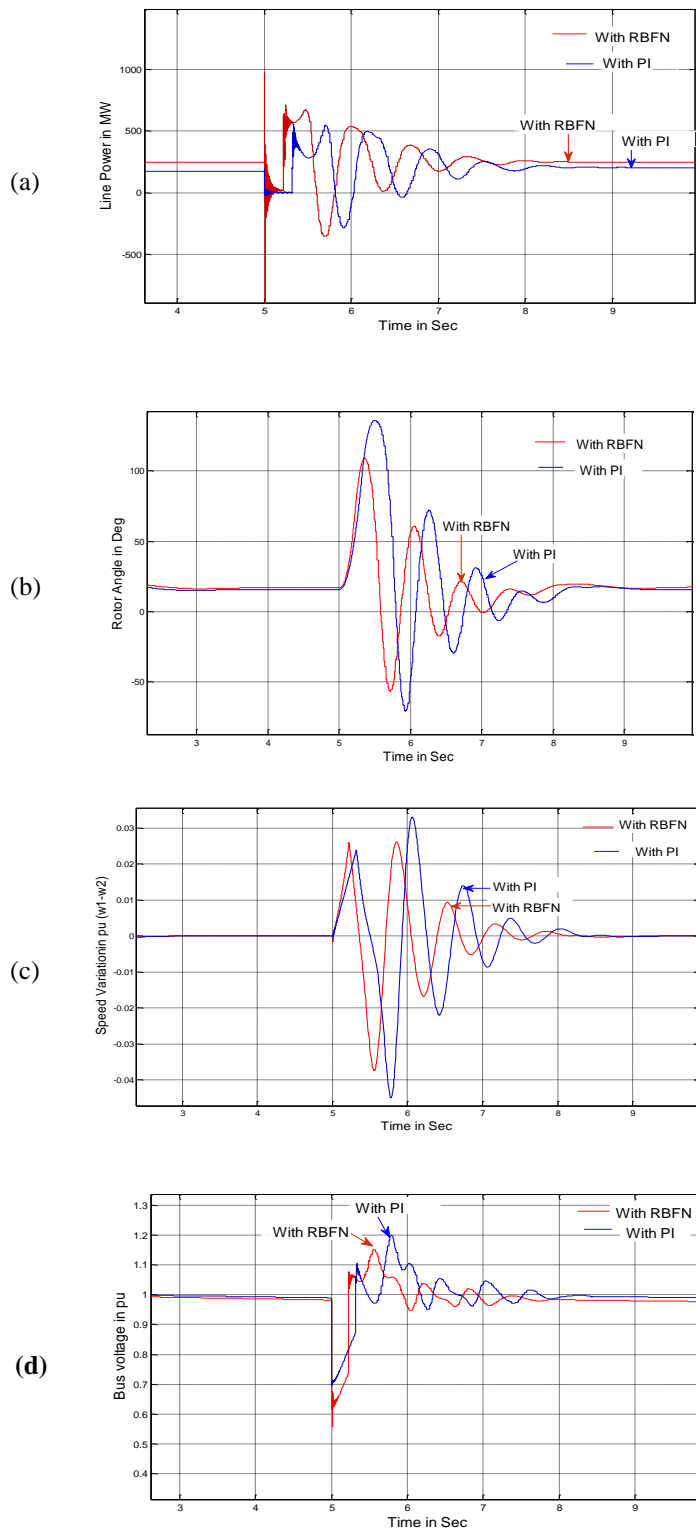 (a)
Line Power in MW
1000
500
0
-500
With RBFN
With PI
With RBFN
With PI
4 5 6 7 8 9
Time in Sec
(b)
Rotor Angle in Deg
100
50
0
-50
With RBFN
With PI
With RBFN
With PI
3 4 5 6 7 8 9
Time in Sec
(c)
Speed Variationin pu (w1-w2)
0.03
0.02
0.01
0
-0.01
-0.02
-0.03
-0.04
With RBFN
With PI
With PI
With RBFN
3 4 5 6 7 8 9
Time in Sec
(d)
Bus voltage in pu
1.3
1.2
1.1
1
0.9
0.8
0.7
0.6
0.5
0.4
With PI
With RBFN
With RBFN
With PI
3 4 5 6 7 8 9
Time in Sec